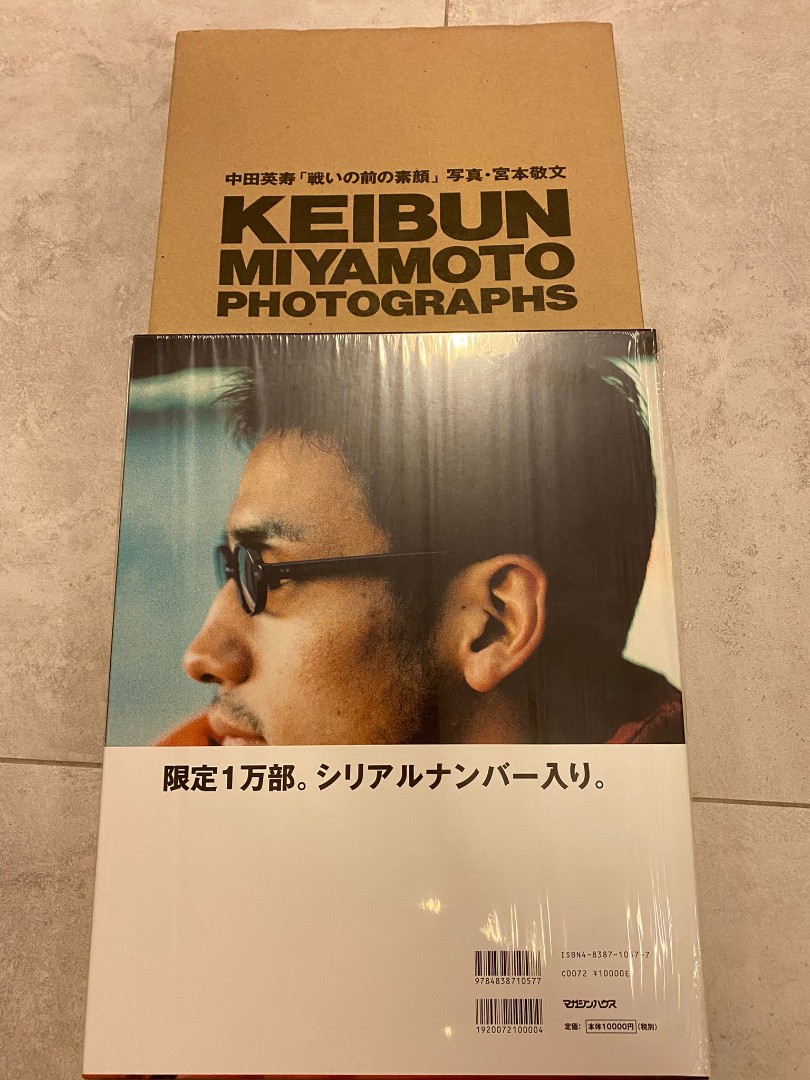 中田英寿「戦いの前の素顔」写真・宮本敬文
KEIBUN
MIYAMOTO
PHOTOGRAPHS
限定1万部。シリアルナンバー入り。
ISBN4-8387-1057-7
9784838710577
C0072 ¥10000E
1920072100004
マガジンハウス
定価: 本体10000円 (税別)